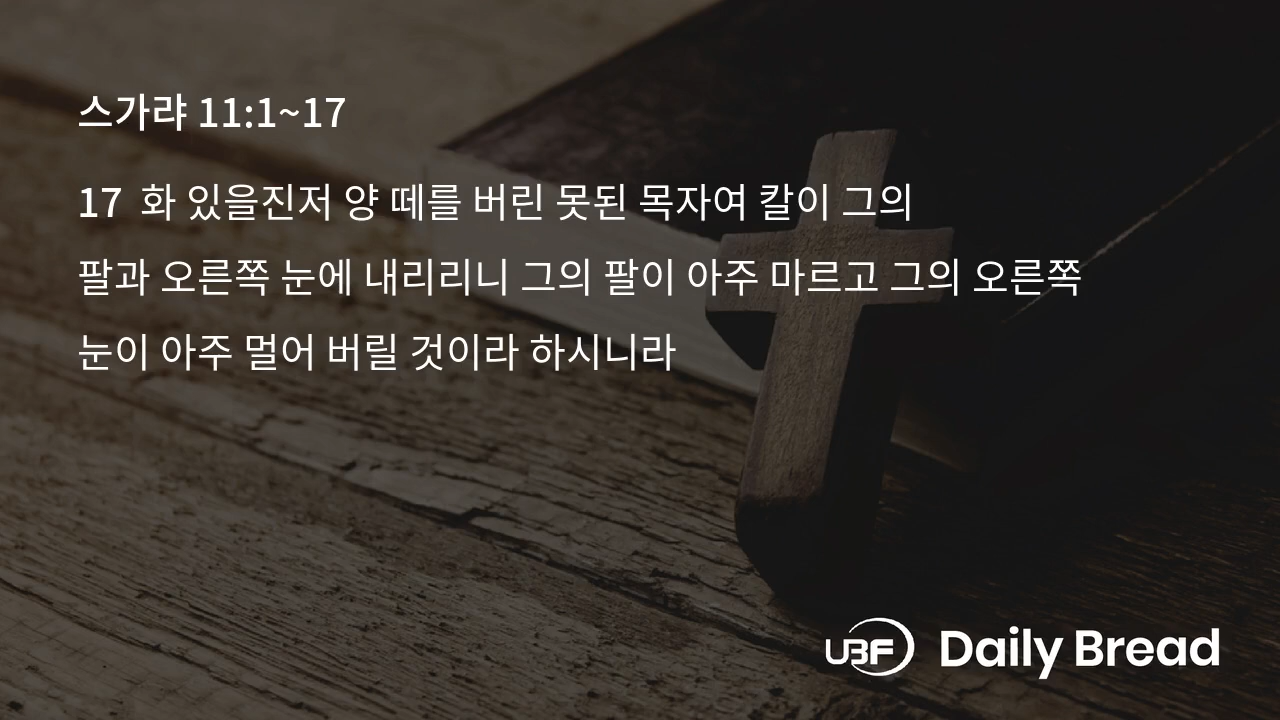 스가랴 11:1~17
17 화 있을진저 양 떼를 버린 못된 목자여 칼이 그의
팔과 오른쪽 눈에 내리리니 그의 팔이 아주 마르고 그의 오른쪽
눈이 아주 멀어 버릴 것이라 하시니라
UBF Daily Bread